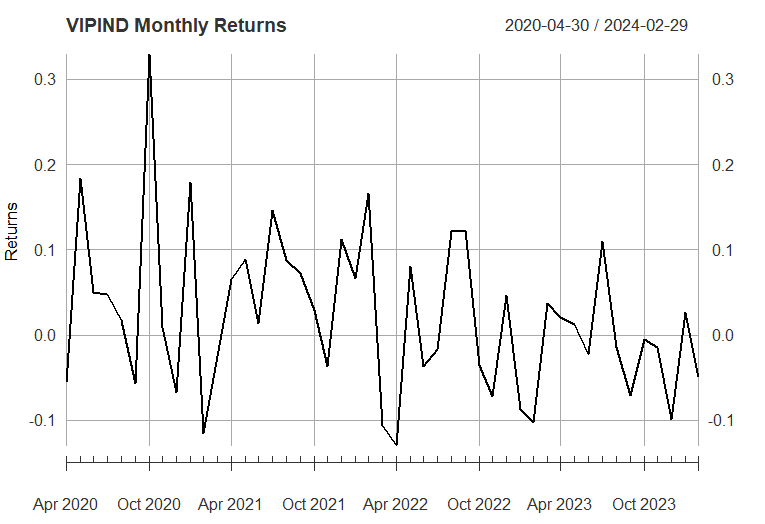 VIPIND Monthly Returns 2020-04-30 / 2024-02-29
0.3 0.3
0.2 0.2
0.1 0.1
Returns
0.0 0.0
-0.1 -0.1
Apr 2020 Oct 2020 Apr 2021 Oct 2021 Apr 2022 Oct 2022 Apr 2023 Oct 2023